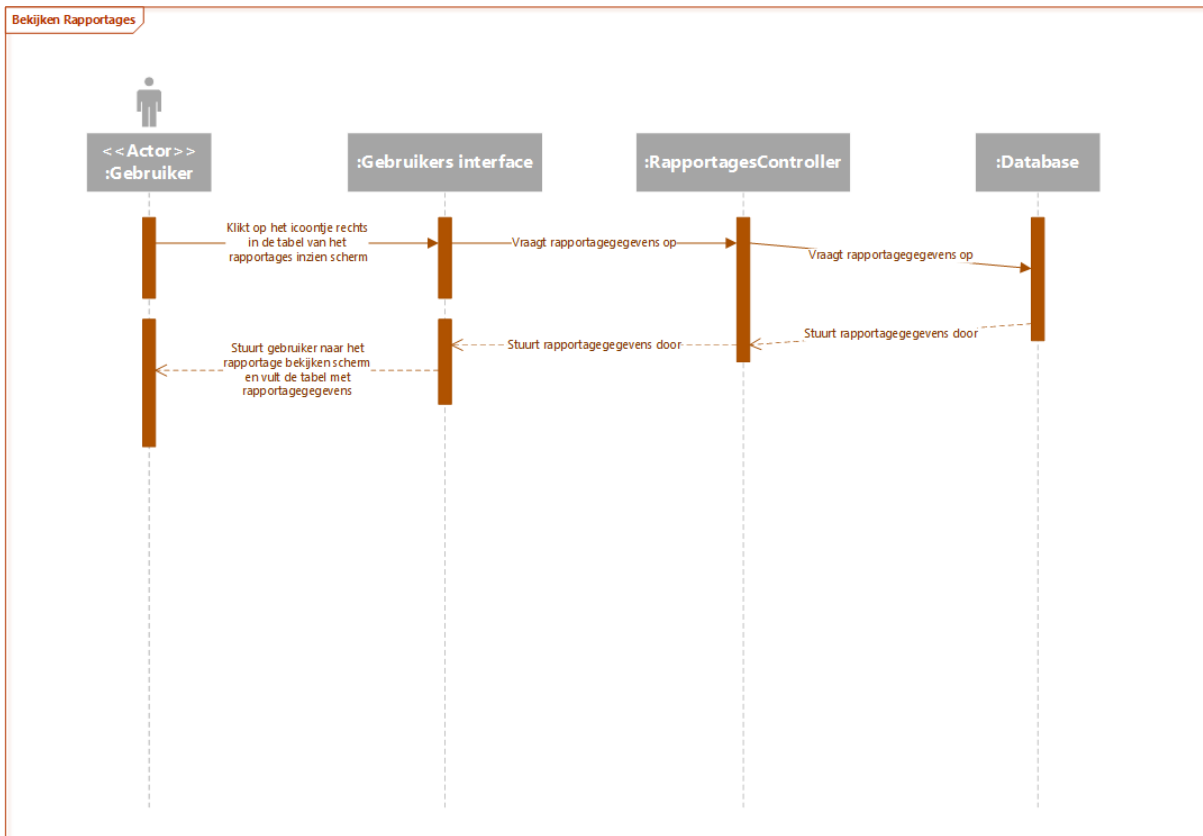 Bekijken Rapportages
<<Actor>>
:Gebruiker
:Gebruikers interface
:RapportagesController
:Database
Klikt op het icoontje rechts
in de tabel van het
rapportages inzien scherm
Vraagt rapportagegegevens op
Vraagt rapportagegegevens op
Stuurt rapportagegegevens door
Stuurt rapportagegegevens door
Stuurt gebruiker naar het
rapportage bekijken scherm
en vult de tabel met
rapportagegegevens